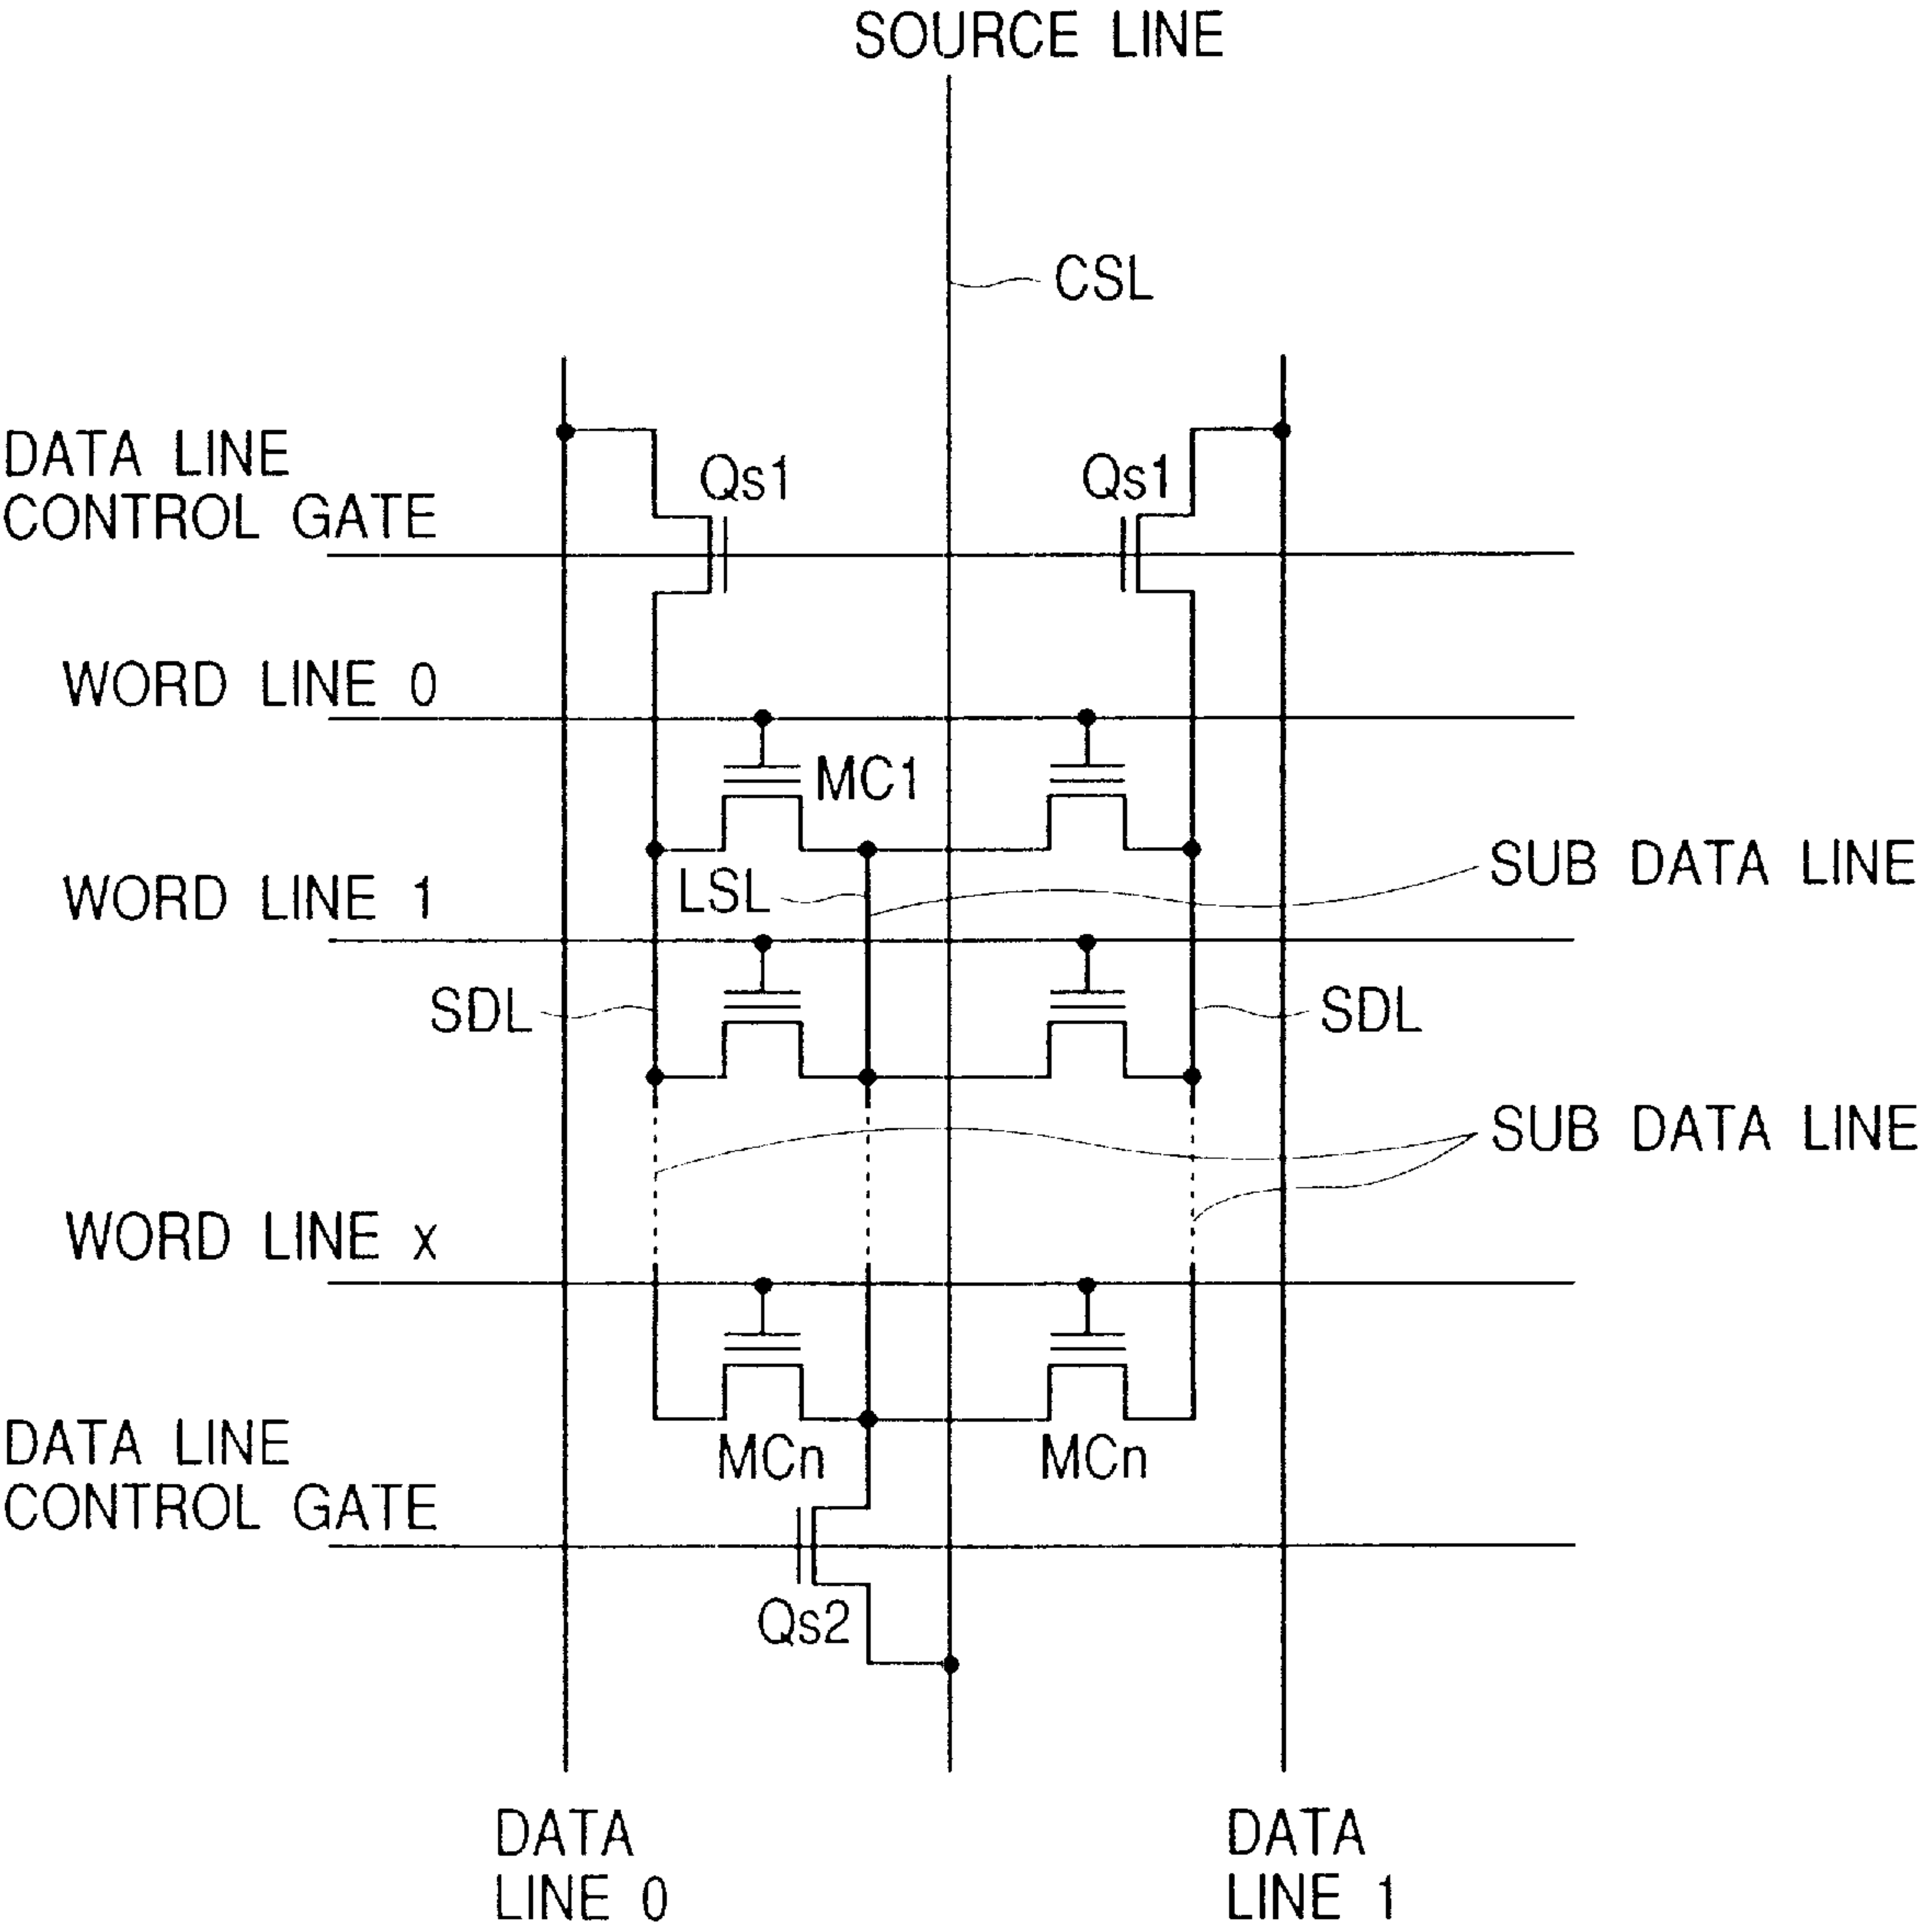 SOURCE LINE
CSL
DATA LINE
CONTROL GATE
Qs1
Qs1
WORD LINE 0
MC1
WORD LINE 1
LSL
SUB DATA LINE
SDL
SDL
SUB DATA LINE
WORD LINE x
MCn
MCn
DATA LINE
CONTROL GATE
Qs2
DATA
LINE 0
DATA
LINE 1